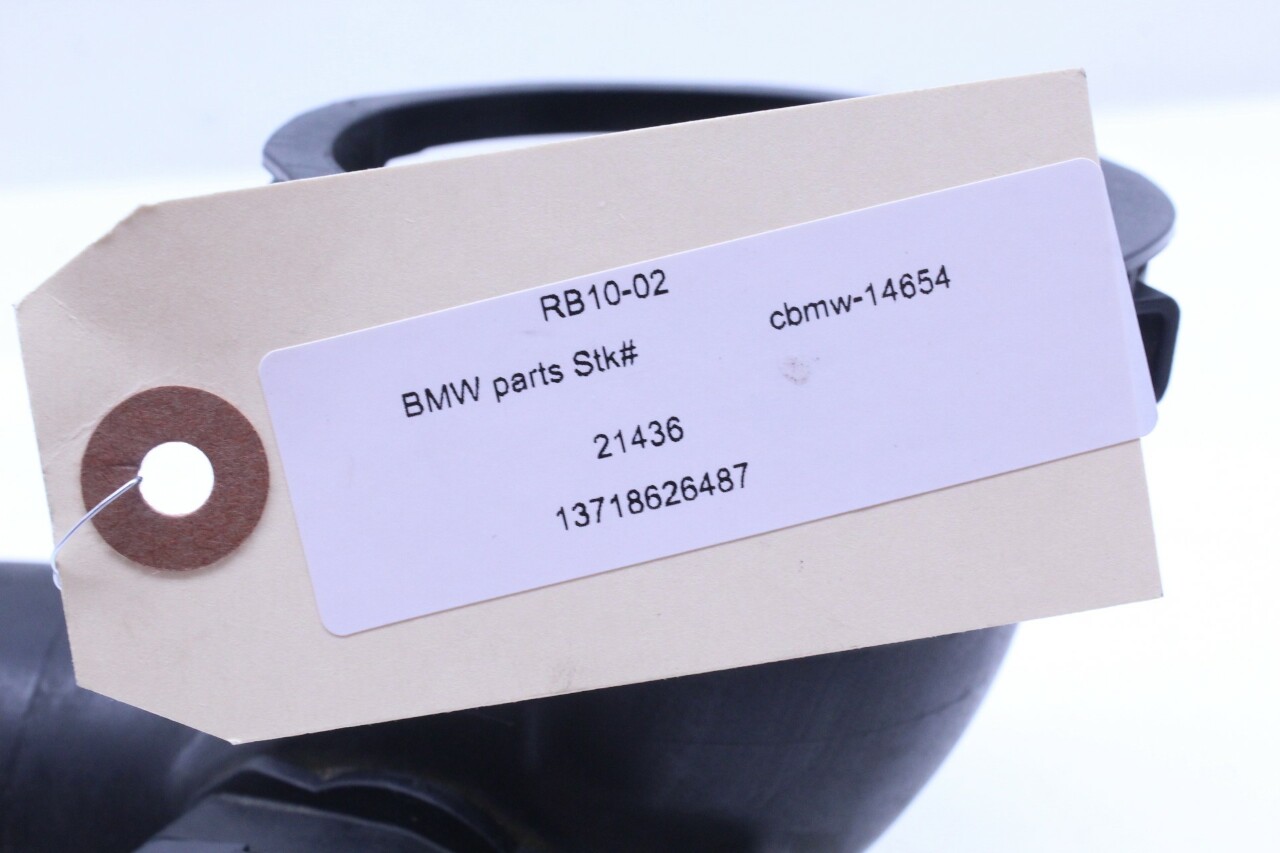 RB10-02
BMW parts Stk# cbmw-14654
21436
13718626487